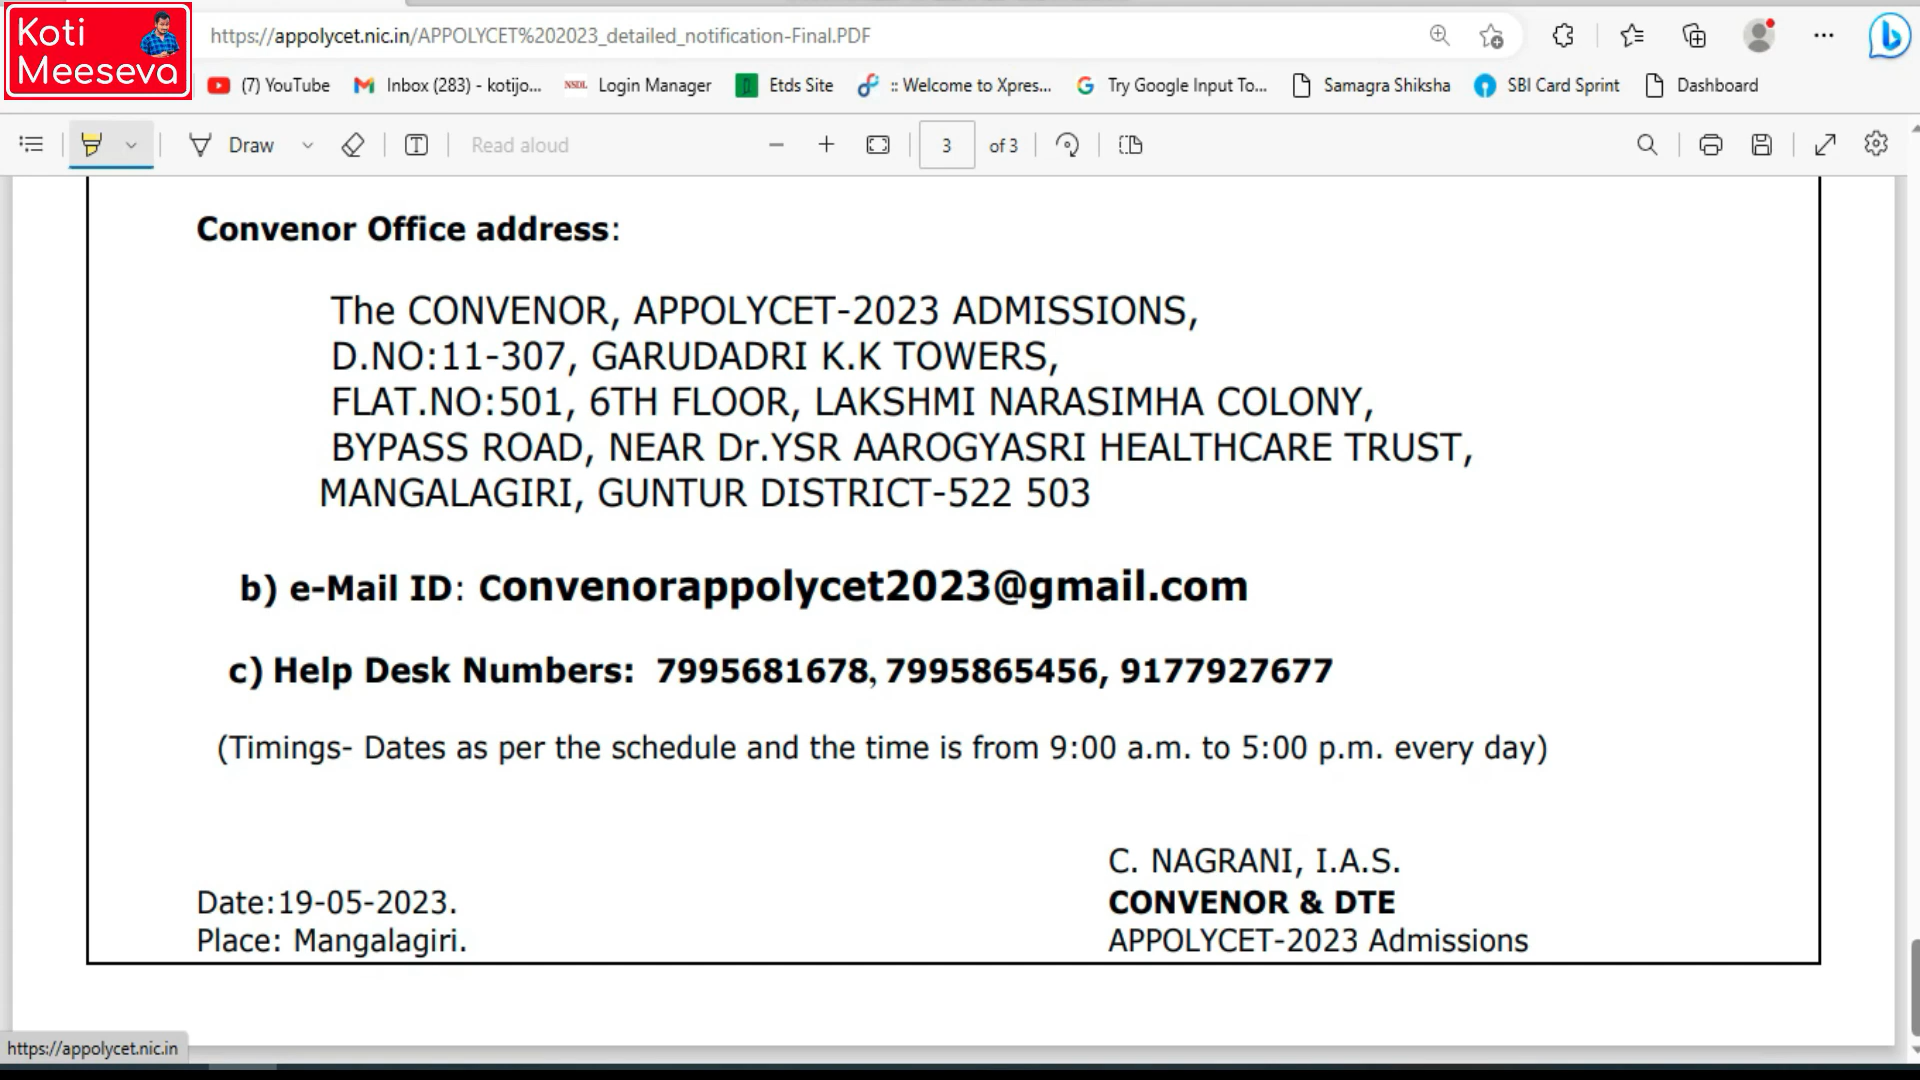 Koti
Meeseva
https://appolycet.nic.in/APPOLYCET%202023_detailed_notification-Final.PDF
(7) YouTube
Inbox (283) - kotijo...
NSDL Login Manager
Etds Site
:: Welcome to Xpres...
Try Google Input To...
Samagra Shiksha
SBI Card Sprint
Dashboard
Draw
Read aloud
3 of 3
Convenor Office address:
The CONVENOR, APPOLYCET-2023 ADMISSIONS,
D.NO:11-307, GARUDADRI K.K TOWERS,
FLAT.NO:501, 6TH FLOOR, LAKSHMI NARASIMHA COLONY,
BYPASS ROAD, NEAR Dr.YSR AAROGYASRI HEALTHCARE TRUST,
MANGALAGIRI, GUNTUR DISTRICT-522 503
b) e-Mail ID: Convenorappolycet2023@gmail.com
c) Help Desk Numbers: 7995681678, 7995865456, 9177927677
(Timings- Dates as per the schedule and the time is from 9:00 a.m. to 5:00 p.m. every day)
C. NAGRANI, I.A.S.
Date:19-05-2023. CONVENOR & DTE
Place: Mangalagiri. APPOLYCET-2023 Admissions
https://appolycet.nic.in